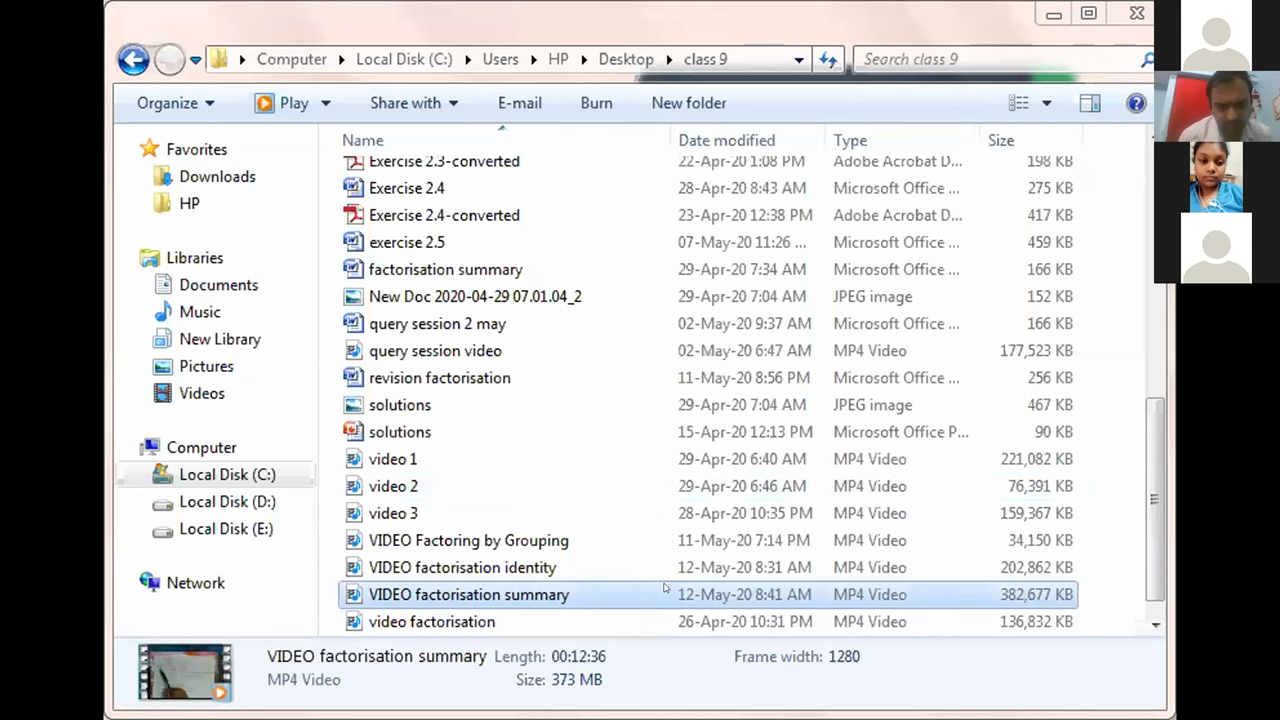 Computer Local Disk (C:) Users HP Desktop class 9 Search class 9
Organize Play Share with E-mail Burn New folder
Name Date modified Type Size
Favorites
Downloads
HP
Libraries
Documents
Music
New Library
Pictures
Videos
Computer
Local Disk (C:)
Local Disk (D:)
Local Disk (E:)
Network
Exercise 2.3-converted 22-Apr-20 1:08 PM Adobe Acrobat D... 198 KB
Exercise 2.4 28-Apr-20 8:43 AM Microsoft Office ... 275 KB
Exercise 2.4-converted 23-Apr-20 12:38 PM Adobe Acrobat D... 417 KB
exercise 2.5 07-May-20 11:26 ... Microsoft Office ... 459 KB
factorisation summary 29-Apr-20 7:34 AM Microsoft Office ... 166 KB
New Doc 2020-04-29 07.01.04_2 29-Apr-20 7:04 AM JPEG image 152 KB
query session 2 may 02-May-20 9:37 AM Microsoft Office ... 166 KB
query session video 02-May-20 6:47 AM MP4 Video 177,523 KB
revision factorisation 11-May-20 8:56 PM Microsoft Office ... 256 KB
solutions 29-Apr-20 7:04 AM JPEG image 467 KB
solutions 15-Apr-20 12:13 PM Microsoft Office P... 90 KB
video 1 29-Apr-20 6:40 AM MP4 Video 221,082 KB
video 2 29-Apr-20 6:46 AM MP4 Video 76,391 KB
video 3 28-Apr-20 10:35 PM MP4 Video 159,367 KB
VIDEO Factoring by Grouping 11-May-20 7:14 PM MP4 Video 34,150 KB
VIDEO factorisation identity 12-May-20 8:31 AM MP4 Video 202,862 KB
VIDEO factorisation summary 12-May-20 8:41 AM MP4 Video 382,677 KB
video factorisation 26-Apr-20 10:31 PM MP4 Video 136,832 KB
VIDEO factorisation summary Length: 00:12:36 Frame width: 1280
MP4 Video Size: 373 MB